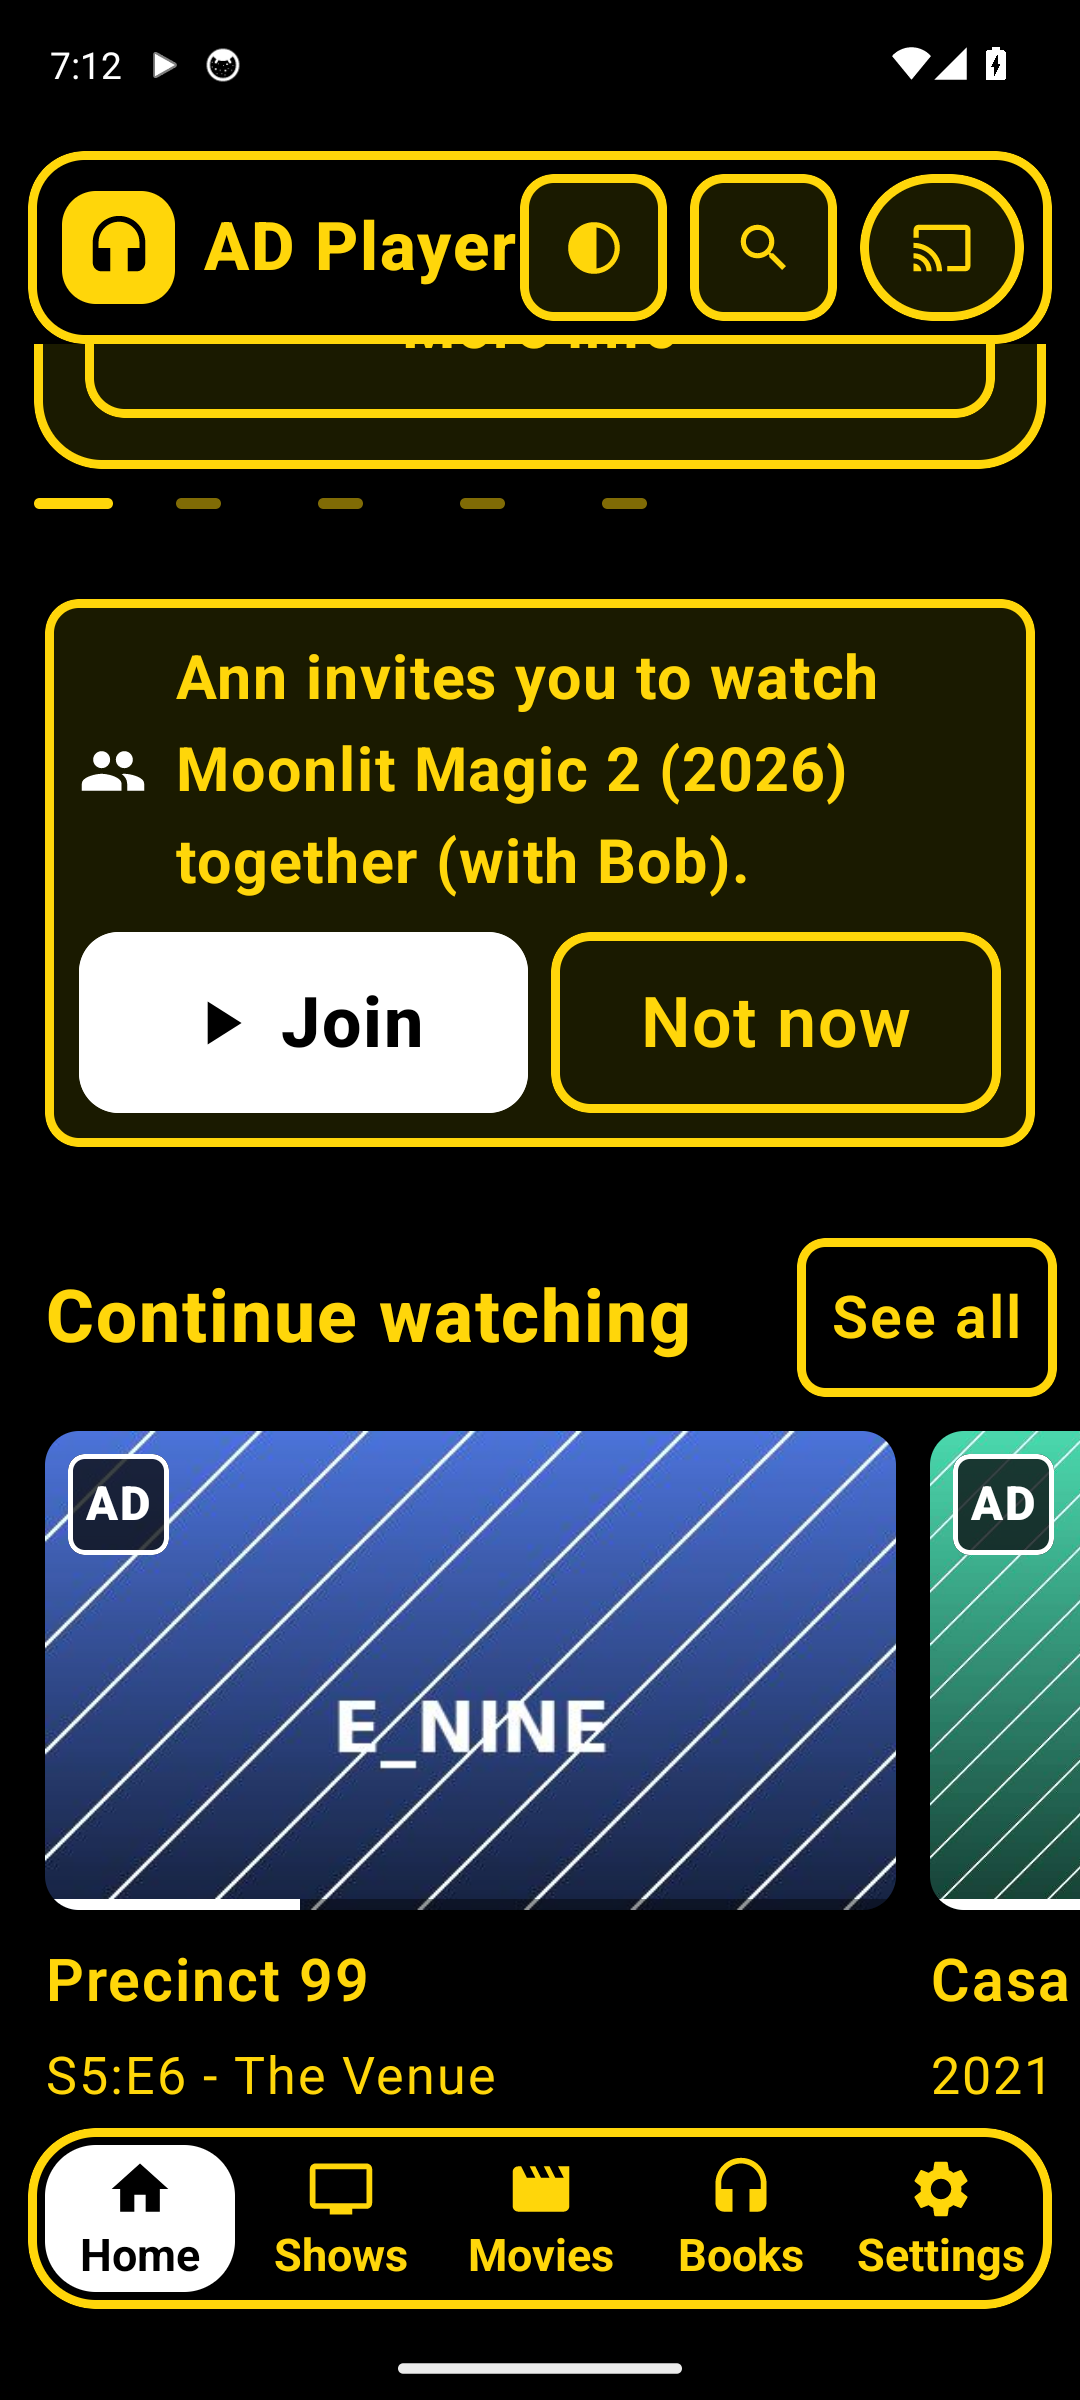 7:12
AD Player
Ann invites you to watch
Moonlit Magic 2 (2026)
together (with Bob).
Join
Not now
Continue watching
See all
AD
AD
E_NINE
Precinct 99
Casa
S5:E6 - The Venue
2021
Home
Shows
Movies
Books
Settings